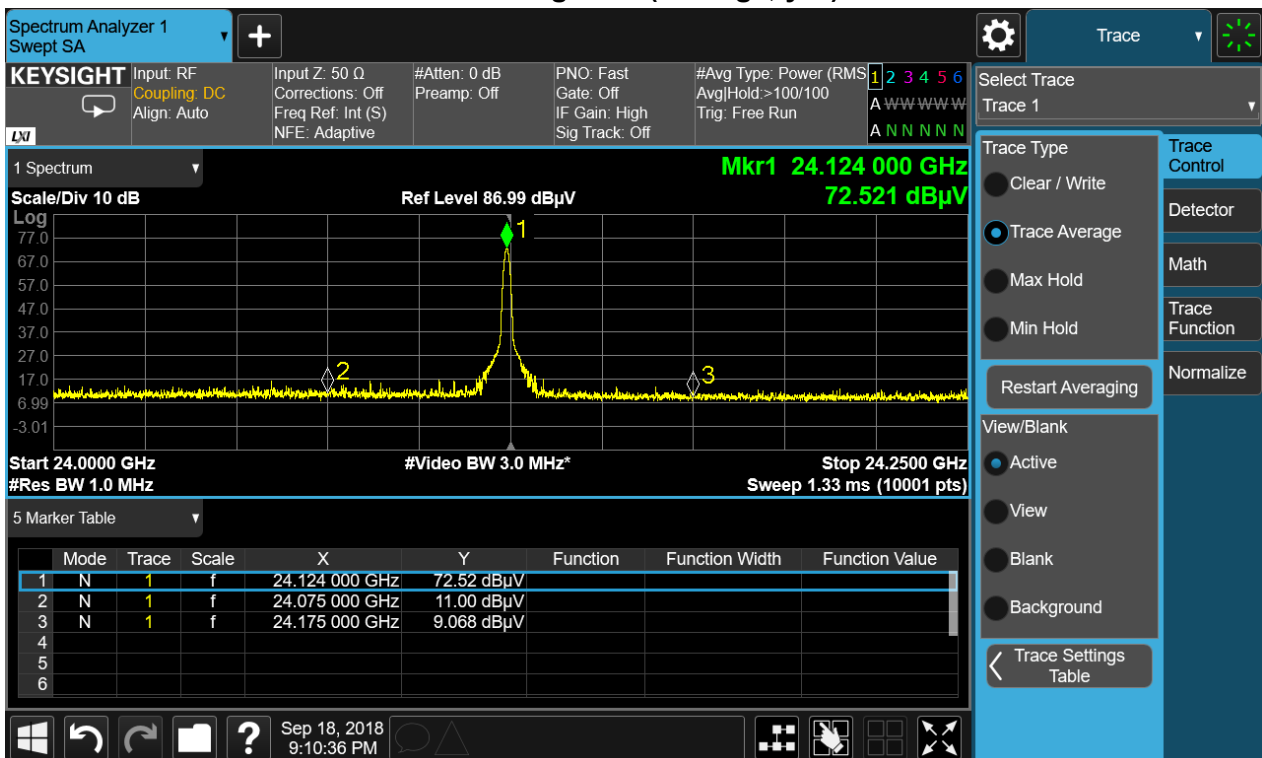 Spectrum Analyzer 1
Swept SA
+
Trace
KEYSIGHT
LXI
Input: RF
Coupling: DC
Align: Auto
Input Z: 50 Ω
Corrections: Off
Freq Ref: Int (S)
NFE: Adaptive
#Atten: 0 dB
Preamp: Off
PNO: Fast
Gate: Off
IF Gain: High
Sig Track: Off
#Avg Type: Power (RMS
Avg|Hold:>100/100
Trig: Free Run
1 2 3 4 5 6
A W W W W W
A N N N N N
Select Trace
Trace 1
1 Spectrum
Mkr1 24.124 000 GHz
Scale/Div 10 dB
Ref Level 86.99 dBµV
72.521 dBµV
Log
77.0
67.0
57.0
47.0
37.0
27.0
17.0
6.99
-3.01
1
2
3
Start 24.0000 GHz
#Video BW 3.0 MHz*
Stop 24.2500 GHz
#Res BW 1.0 MHz
Sweep 1.33 ms (10001 pts)
5 Marker Table
Mode Trace Scale X Y Function Function Width Function Value
1 N 1 f 24.124 000 GHz 72.52 dBµV
2 N 1 f 24.075 000 GHz 11.00 dBµV
3 N 1 f 24.175 000 GHz 9.068 dBµV
4
5
6
Trace Type
Clear / Write
Trace Average
Max Hold
Min Hold
Restart Averaging
View/Blank
Active
View
Blank
Background
Trace Settings
Table
Trace
Control
Detector
Math
Trace
Function
Normalize
?
Sep 18, 2018
9:10:36 PM